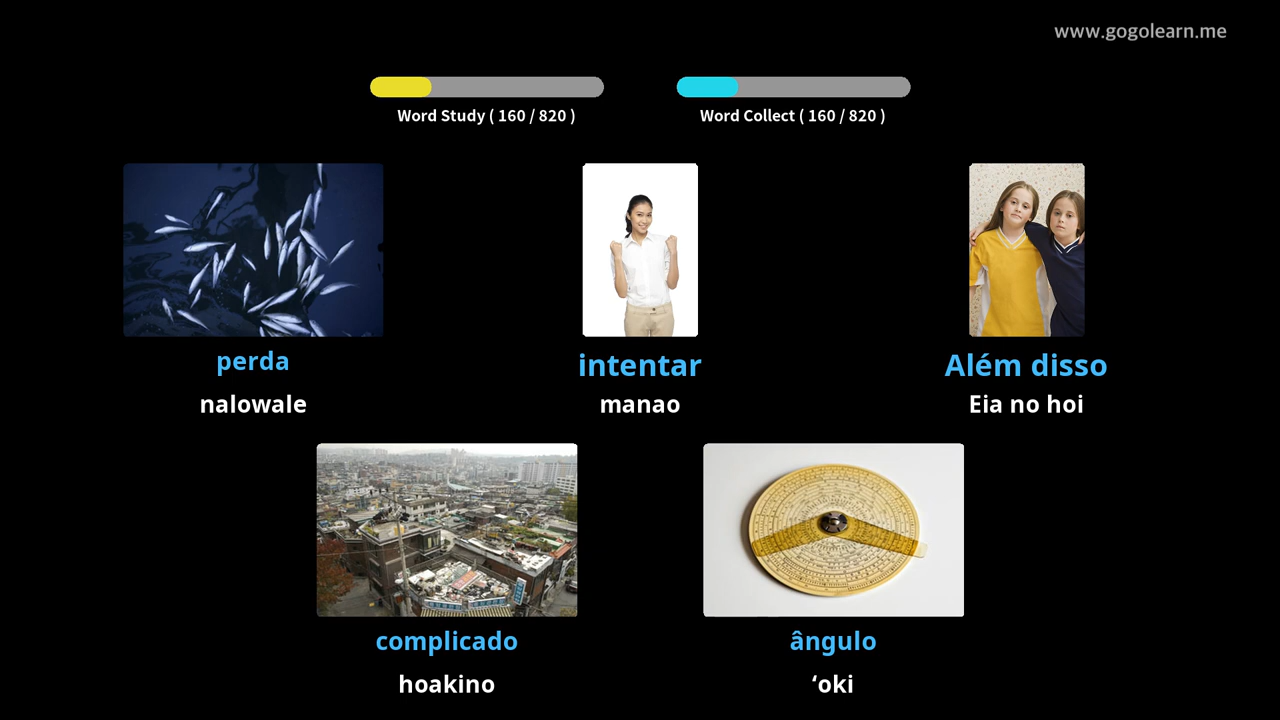 www.gogolearn.me
Word Study ( 160 / 820 )
Word Collect ( 160 / 820 )
perda
intentar
Além disso
nalowale
manao
Eia no hoi
complicado
ângulo
hoakino
ʻoki